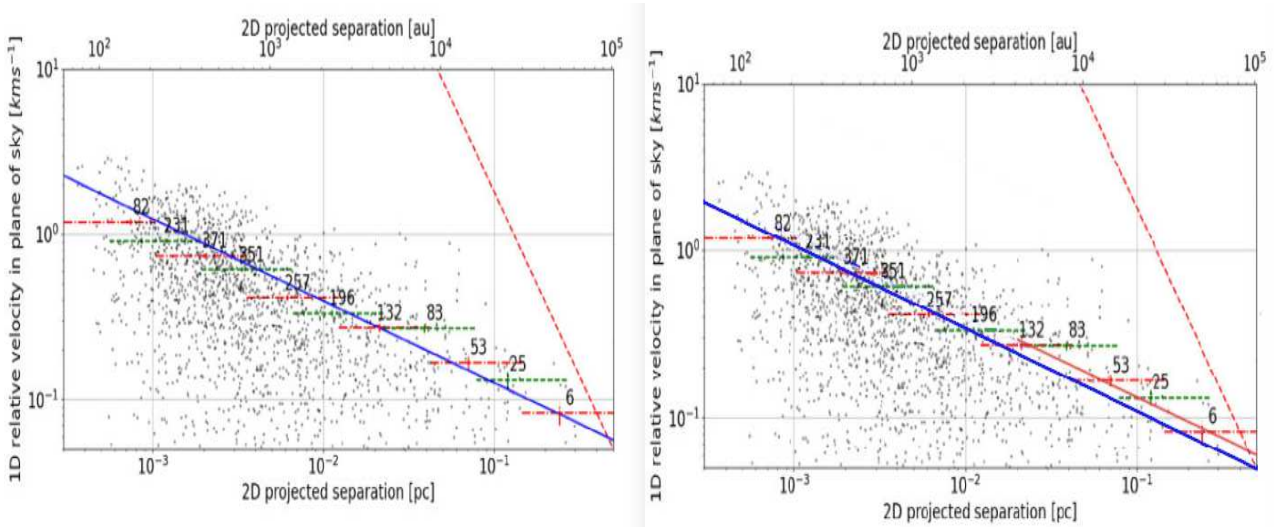 2D projected separation [au]
10² 10³ 10⁴ 10⁵
1D relative velocity in plane of sky [kms⁻¹]
10¹
10⁰
10⁻¹
82
231
371
351
257
196
132
83
53
25
6
10⁻³ 10⁻² 10⁻¹
2D projected separation [pc]
2D projected separation [au]
10² 10³ 10⁴ 10⁵
1D relative velocity in plane of sky [kms⁻¹]
10¹
10⁰
10⁻¹
82
231
371
351
257
196
132
83
53
25
6
10⁻³ 10⁻² 10⁻¹
2D projected separation [pc]